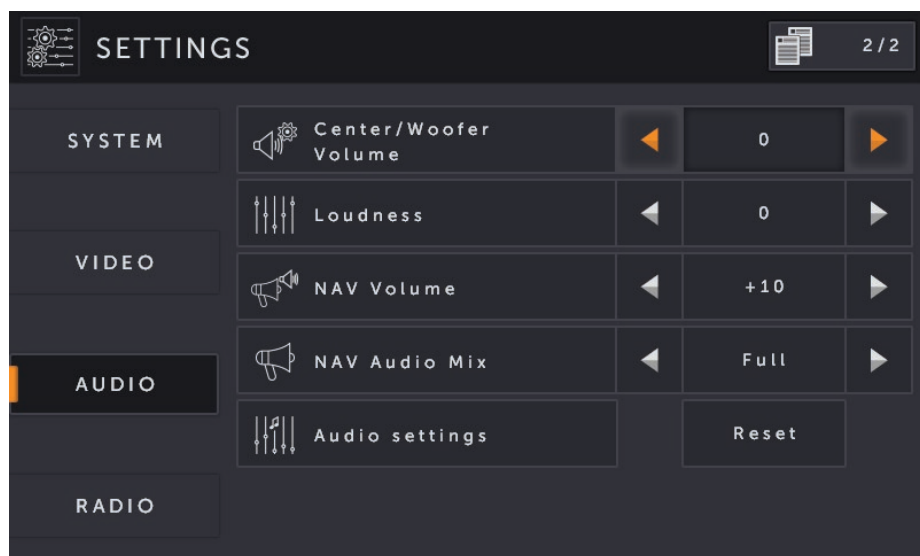 SETTINGS
2/2
SYSTEM
Center/Woofer
Volume
0
Loudness
0
VIDEO
NAV Volume
+10
NAV Audio Mix
Full
AUDIO
Audio settings
Reset
RADIO